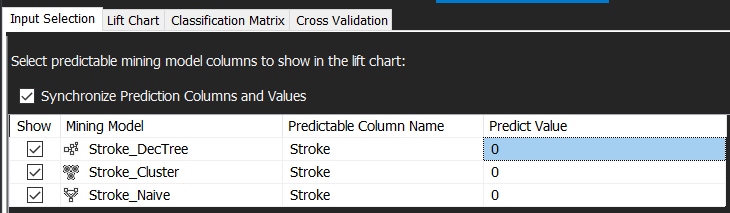 Input Selection Lift Chart Classification Matrix Cross Validation
Select predictable mining model columns to show in the lift chart:
Synchronize Prediction Columns and Values
Show Mining Model Predictable Column Name Predict Value
Stroke_DecTree Stroke 0
Stroke_Cluster Stroke 0
Stroke_Naive Stroke 0